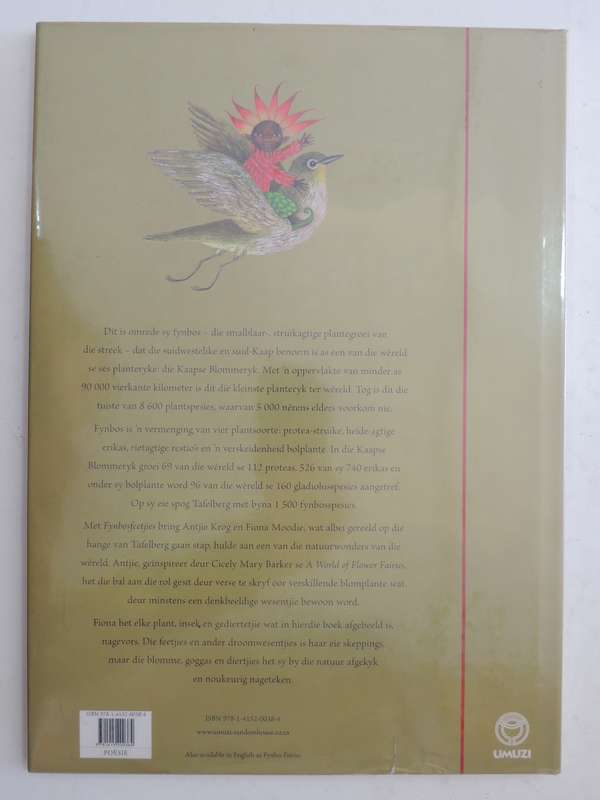 Dit is omrede sy fynbos – die smalblaar-, struikagtige plantegroei van
die streek – dat die suidwestelike en suid-Kaap benoem is as een van die wêreld
se ses planteryke: die Kaapse Blommeryk. Met 'n oppervlakte van minder as
90 000 vierkante kilometer is dit die kleinste planteryk ter wêreld. Tog is dit die
tuiste van 8 600 plantspesies, waarvan 5 000 nêrens elders voorkom nie.
Fynbos is 'n vermenging van vier plantsoorte: protea-struike, heide-agtige
erikas, rietagtige restio's en 'n verskeidenheid bolplante. In die Kaapse
Blommeryk groei 69 van die wêreld se 112 proteas, 526 van sy 740 erikas en
onder sy bolplante word 96 van die wêreld se 160 gladiolusspesies aangetref.
Op sy eie spog Tafelberg met byna 1 500 fynbosspesies.
Met Fynbosfeetjies bring Antjie Krog en Fiona Moodie, wat albei gereeld op die
hange van Tafelberg gaan stap, hulde aan een van die natuurwonders van die
wêreld. Antjie, geïnspireer deur Cicely Mary Barker se A World of Flower Fairies,
het die bal aan die rol gesit deur verse te skryf oor verskillende blomplante wat
deur minstens een denkbeeldige wesentjie bewoon word.
Fiona het elke plant, insek en gediertetjie wat in hierdie boek afgebeeld is,
nagevors. Die feetjies en ander droomwesentjies is haar eie skeppings,
maar die blomme, goggas en diertjies het sy by die natuur afgekyk
en noukeurig nageteken.
ISBN 978-1-4152-0038-4
ISBN 978-1-4152-0038-4
www.umuzi-randomhouse.co.za
POËSIE
Also available in English as Fynbos Fairies
UMUZI